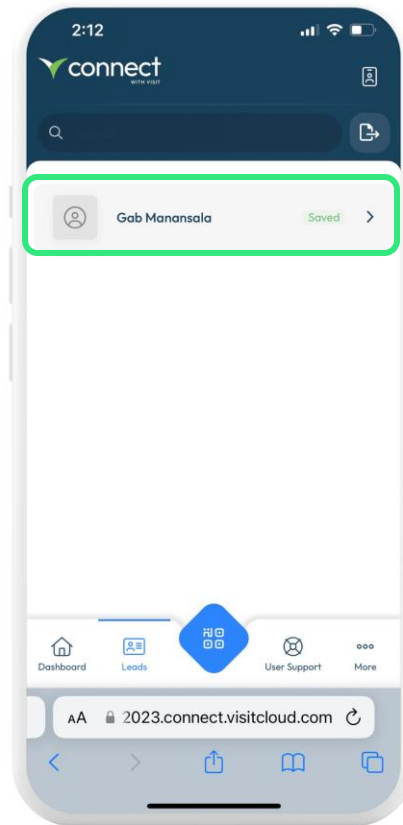 2:12
connect
WITH VISIT
Gab Manansala
Saved
Dashboard
Leads
User Support
More
AA 2023.connect.visitcloud.com